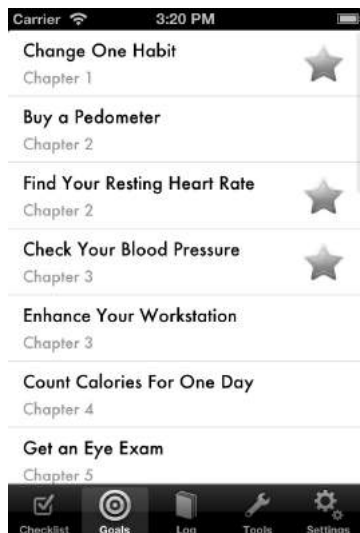 Carrier 3:20 PM
Change One Habit
Chapter 1
Buy a Pedometer
Chapter 2
Find Your Resting Heart Rate
Chapter 2
Check Your Blood Pressure
Chapter 3
Enhance Your Workstation
Chapter 3
Count Calories For One Day
Chapter 4
Get an Eye Exam
Chapter 5
Checklist Goals Log Tools Settings